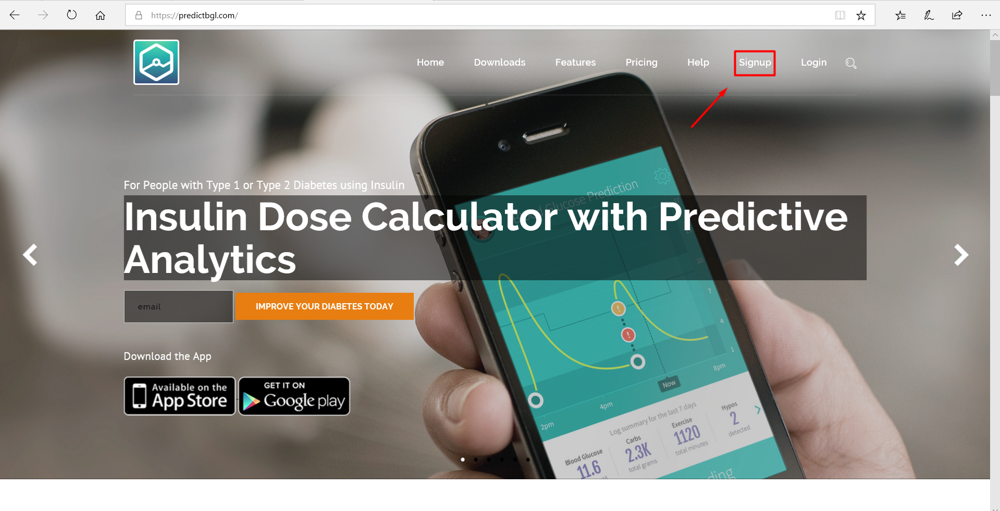 https://predictbgl.com/
Home Downloads Features Pricing Help Signup Login
For People with Type 1 or Type 2 Diabetes using Insulin
Insulin Dose Calculator with Predictive
Analytics
email
IMPROVE YOUR DIABETES TODAY
Download the App
Available on the
App Store
GET IT ON
Google play
Blood Glucose Prediction
17
10
7
4
1
8pm
Now
4pm
2pm
Log summary for the last 7 days
Blood Glucose
11.6
Carbs
2.3K
total grams
Exercise
1120
total minutes
Hypos
2
detected